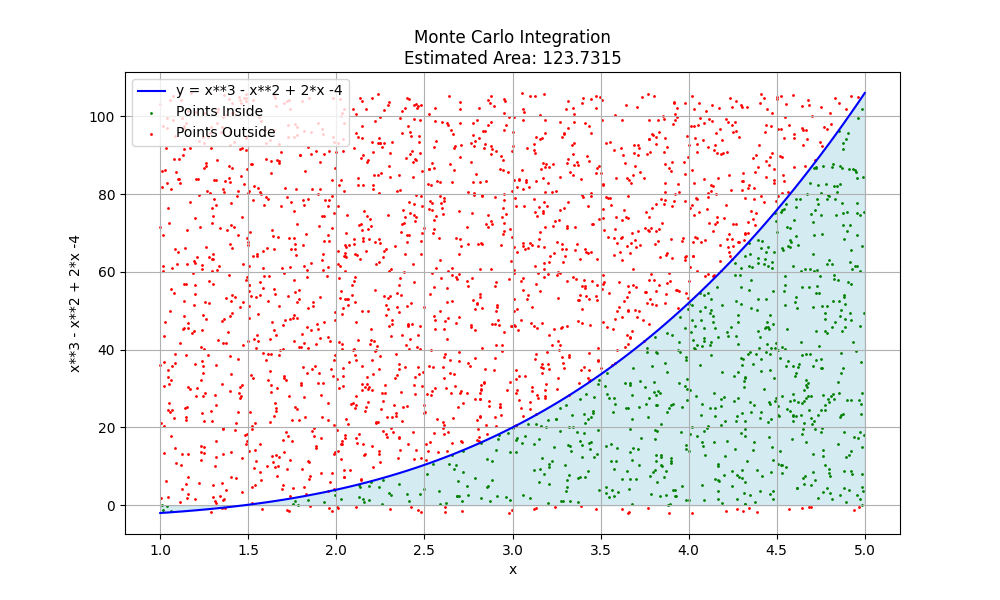 Monte Carlo Integration
Estimated Area: 123.7315
y = x**3 - x**2 + 2*x -4
Points Inside
Points Outside
100
80
60
40
20
0
x**3 - x**2 + 2*x -4
1.0 1.5 2.0 2.5 3.0 3.5 4.0 4.5 5.0
x